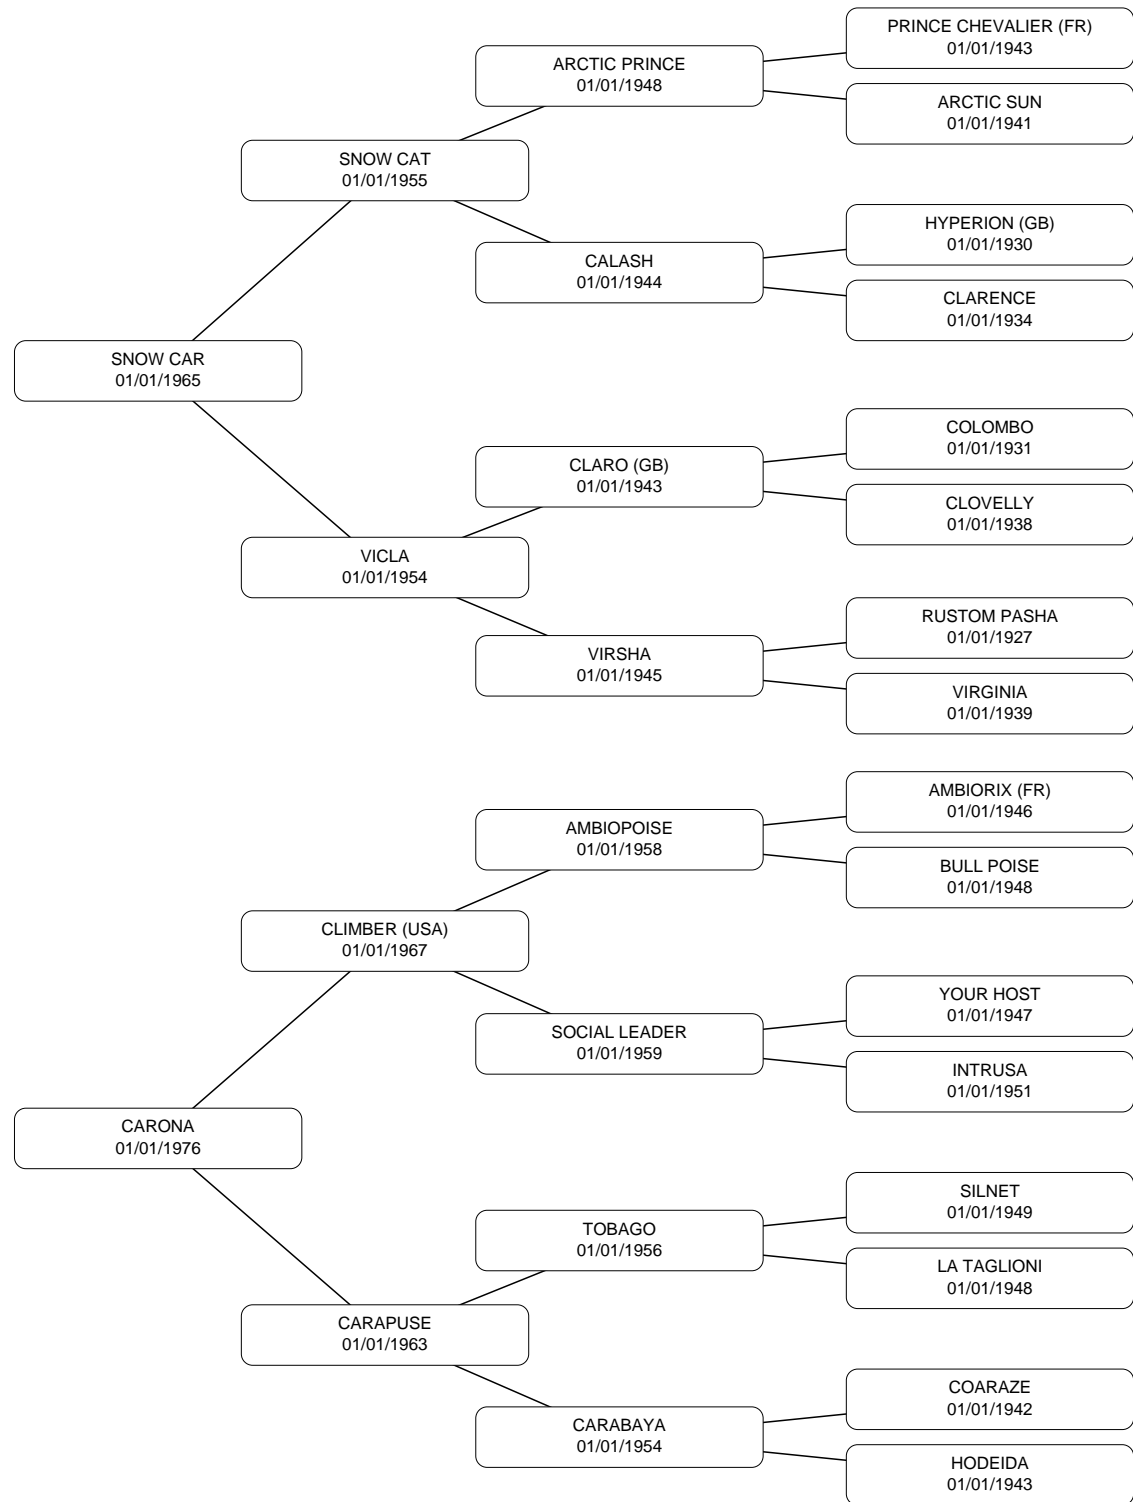 PRINCE CHEVALIER (FR)
01/01/1943
ARCTIC PRINCE
01/01/1948
ARCTIC SUN
01/01/1941
SNOW CAT
01/01/1955
HYPERION (GB)
01/01/1930
CALASH
01/01/1944
CLARENCE
01/01/1934
SNOW CAR
01/01/1965
COLOMBO
01/01/1931
CLARO (GB)
01/01/1943
CLOVELLY
01/01/1938
VICLA
01/01/1954
RUSTOM PASHA
01/01/1927
VIRSHA
01/01/1945
VIRGINIA
01/01/1939
AMBIORIX (FR)
01/01/1946
AMBIOPOISE
01/01/1958
BULL POISE
01/01/1948
CLIMBER (USA)
01/01/1967
YOUR HOST
01/01/1947
SOCIAL LEADER
01/01/1959
INTRUSA
01/01/1951
CARONA
01/01/1976
SILNET
01/01/1949
TOBAGO
01/01/1956
LA TAGLIONI
01/01/1948
CARAPUSE
01/01/1963
COARAZE
01/01/1942
CARABAYA
01/01/1954
HODEIDA
01/01/1943